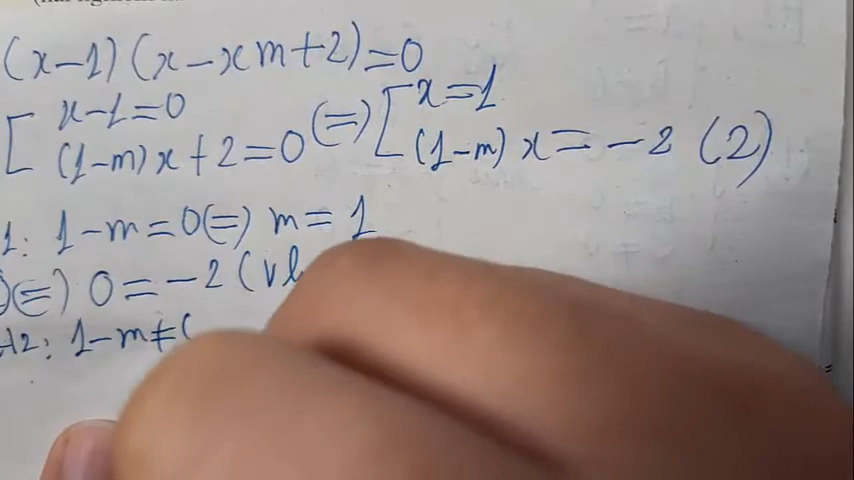 (x-1)(x-xm+2)=0
[ x-1=0 (=) [ x=1
(1-m)x+2=0 (1-m)x=-2 (2)
1: 1-m=0(=) m=1
(=) 0=-2 (vl
2: 1-m≠